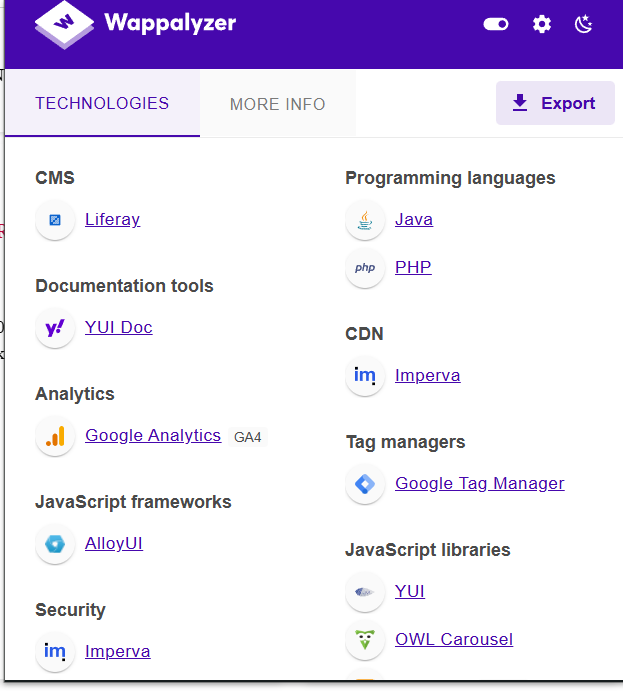 Wappalyzer
TECHNOLOGIES
MORE INFO
Export
CMS
Liferay
Documentation tools
YUI Doc
Analytics
Google Analytics GA4
JavaScript frameworks
AlloyUI
Security
Imperva
Programming languages
Java
php PHP
CDN
Imperva
Tag managers
Google Tag Manager
JavaScript libraries
YUI
OWL Carousel